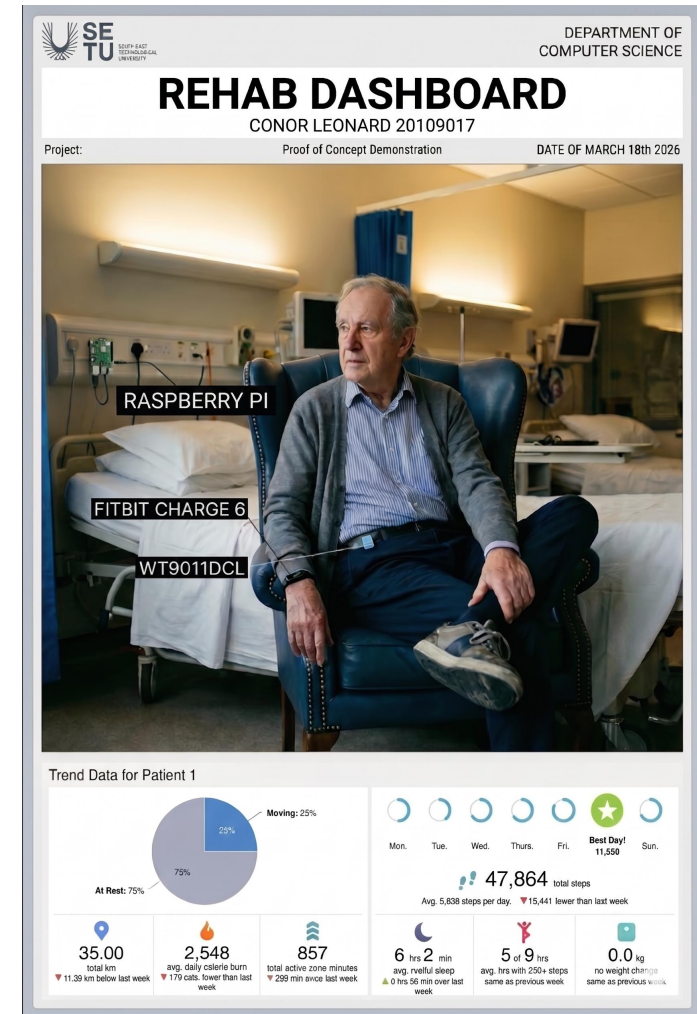 SE
TU
SOUTH EAST
TECHNOLOGICAL
UNIVERSITY
DEPARTMENT OF
COMPUTER SCIENCE
REHAB DASHBOARD
CONOR LEONARD 20109017
Project:
Proof of Concept Demonstration
DATE OF MARCH 18th 2026
RASPBERRY PI
FITBIT CHARGE 6
WT9011DCL
Trend Data for Patient 1
Moving: 25%
25%
75%
At Rest: 75%
35.00
total km
▼ 11.39 km below last week
2,548
avg. daily cslerie burn
▼ 179 cats. fower than last
week
857
total active zone minutes
▼ 299 min awce last week
Mon.
Tue.
Wed.
Thurs.
Fri.
Best Day!
11,550
Sun.
47,864 total steps
Avg. 5,838 steps per day. ▼15,441 lewer than last week
6 hrs 2 min
avg. rvelful sleep
▲ 0 hrs 56 min over last
week
5 of 9 hrs
avg. hrs with 250+ steps
same as previous week
0.0 kg
no weight change
same as previous week